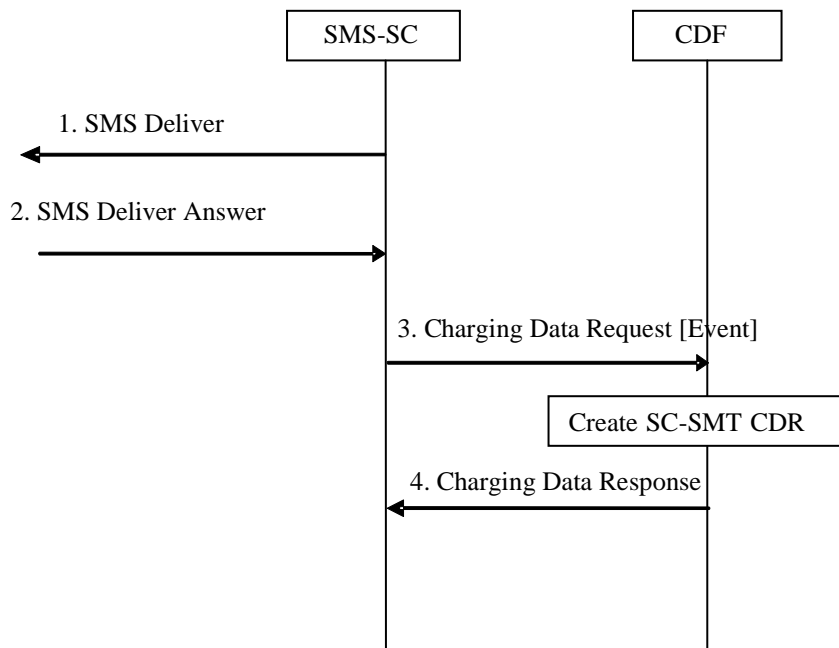 SMS-SC
CDF
1. SMS Deliver
2. SMS Deliver Answer
3. Charging Data Request [Event]
Create SC-SMT CDR
4. Charging Data Response